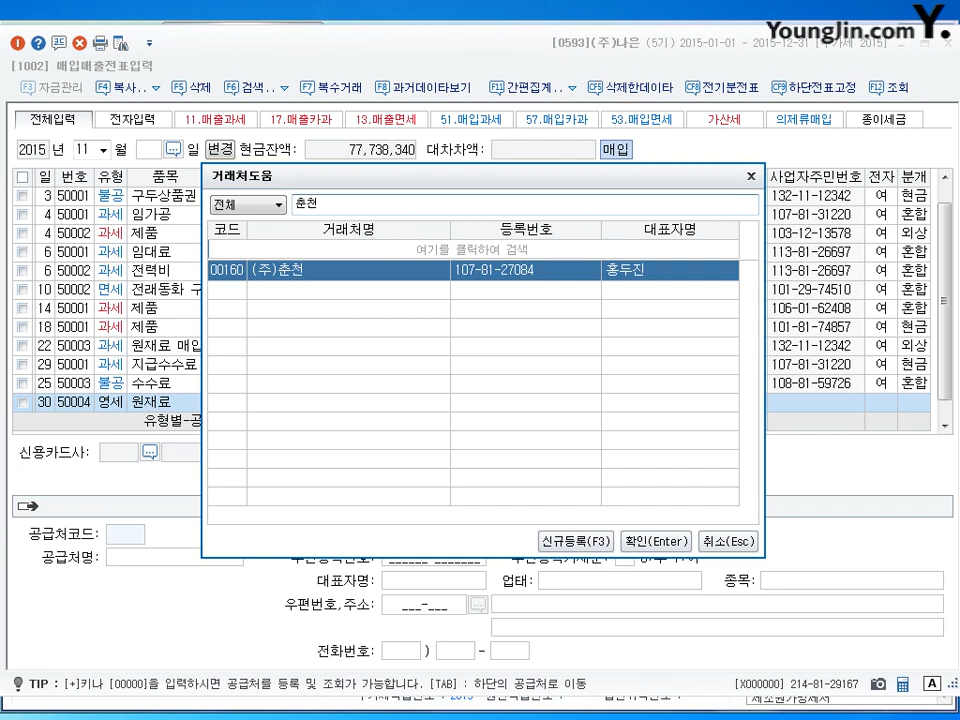 YoungJin.com Y.
[0593](주)나은 (5기) 2015-01-01 ~ 2015-12-31 [부가세 2015]
[1002] 매입매출전표입력
F3 자금관리 F4 복사.. F5 삭제 F6 검색.. F7 복수거래 F8 과거데이타보기 F11 간편집계.. CF5 삭제한데이타 CF8 전기분전표 CF9 하단전표고정 F12 조회
전체입력 전자입력 11.매출과세 17.매출카과 13.매출면세 51.매입과세 57.매입카과 53.매입면세 가산세 의제류매입 종이세금
2015 년 11 월 일 변경 현금잔액: 77,738,340 대차차액: 매입
거래처도움 x
전체 춘천
코드 거래처명 등록번호 대표자명
여기를 클릭하여 검색
00160 (주)춘천 107-81-27084 홍두진
신규등록(F3) 확인(Enter) 취소(Esc)
일 번호 유형 품목 사업자주민번호 전자 분개
3 50001 불공 구두상품권 132-11-12342 여 현금
4 50001 과세 임가공 107-81-31220 여 혼합
4 50002 과세 제품 103-12-13578 여 외상
6 50001 과세 임대료 113-81-26697 여 혼합
6 50002 과세 전력비 113-81-26697 여 혼합
10 50002 면세 전래동화 구 101-29-74510 여 혼합
14 50001 과세 제품 106-01-62408 여 혼합
18 50001 과세 제품 101-81-74857 여 현금
22 50003 과세 원재료 매입 132-11-12342 여 외상
29 50001 과세 지급수수료 107-81-31220 여 현금
25 50003 불공 수수료 108-81-59726 여 혼합
30 50004 영세 원재료
유형별-공
신용카드사:
공급처코드:
공급처명:
대표자명: 업태: 종목:
우편번호,주소: ___-___
전화번호: ) -
TIP : [+]키나 [00000]을 입력하시면 공급처를 등록 및 조회가 가능합니다. [TAB] : 하단의 공급처로 이동 [X000000] 214-81-29167 A